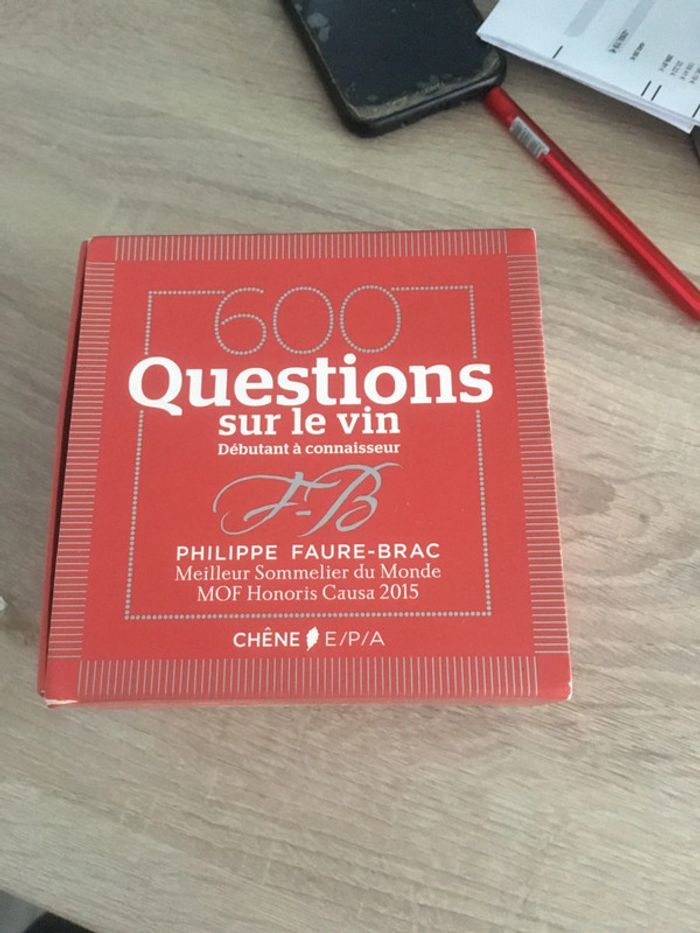 600
Questions
sur le vin
Débutant à connaisseur
F-B
PHILIPPE FAURE-BRAC
Meilleur Sommelier du Monde
MOF Honoris Causa 2015
CHÊNE E/P/A